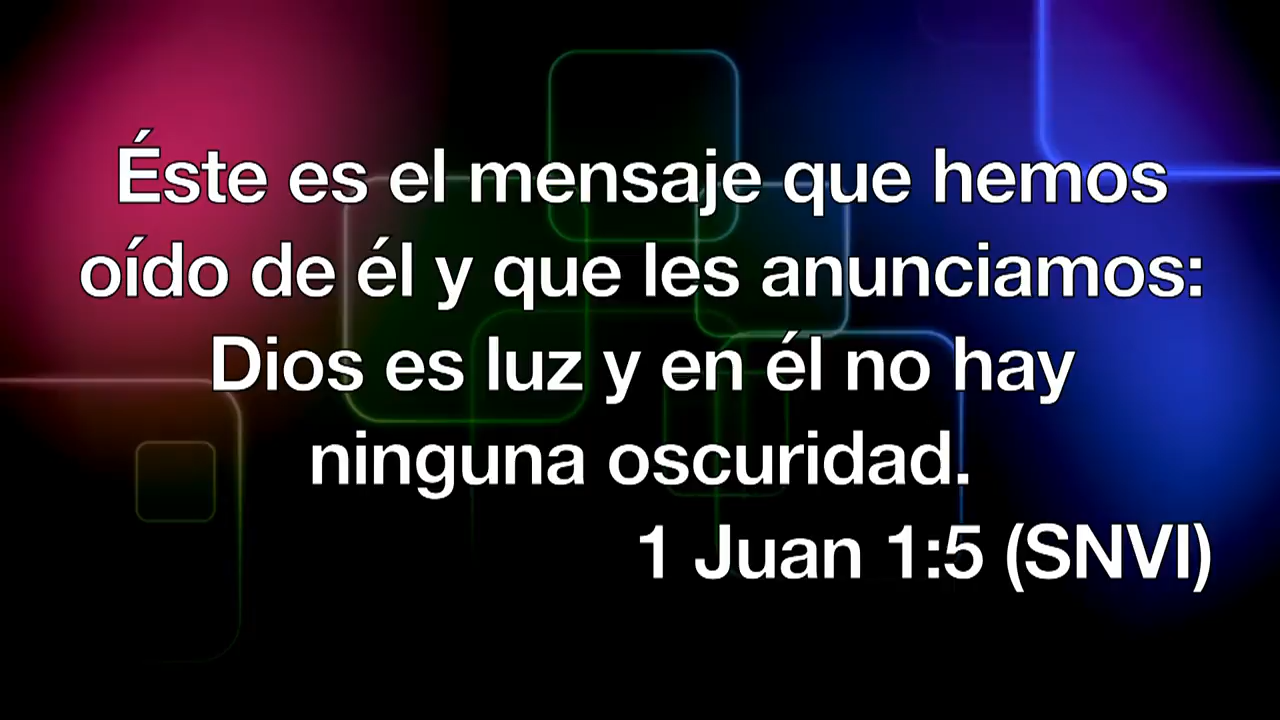 Éste es el mensaje que hemos
oído de él y que les anunciamos:
Dios es luz y en él no hay
ninguna oscuridad.
1 Juan 1:5 (SNVI)